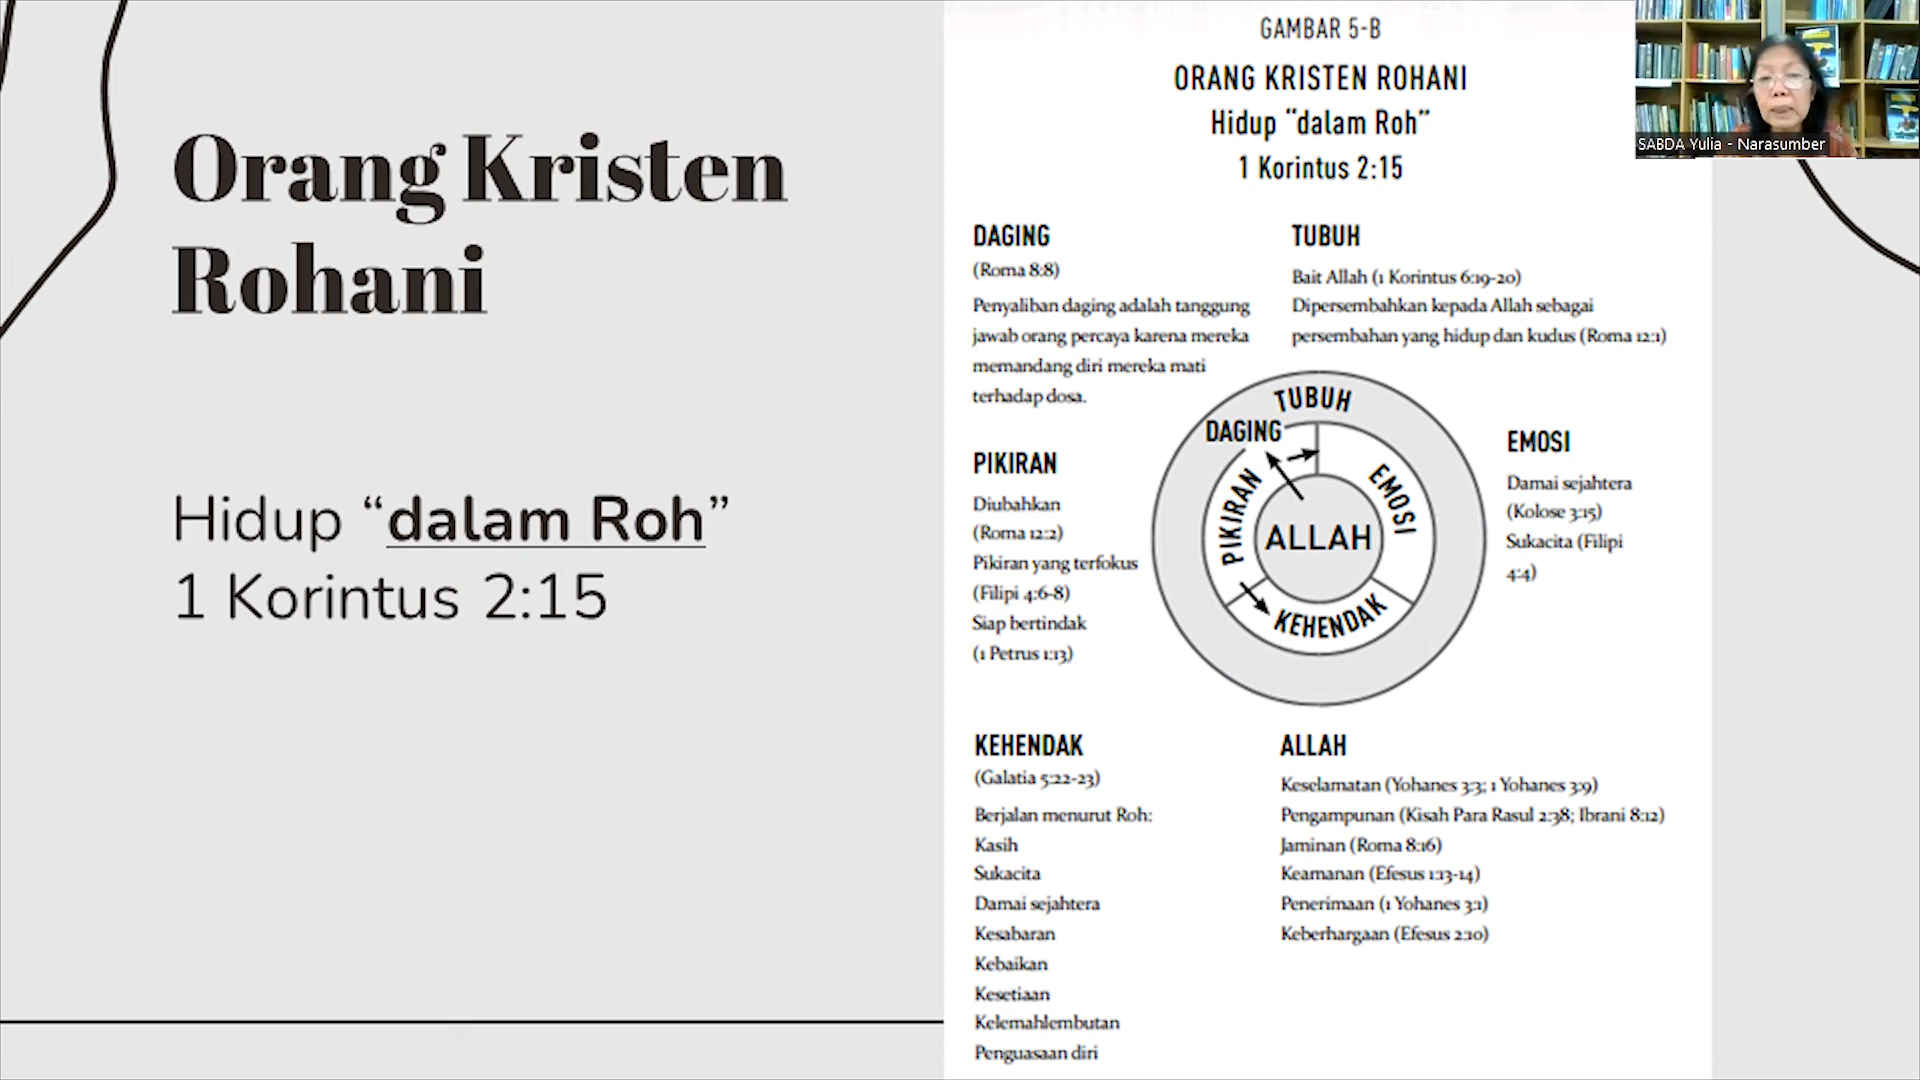 Orang Kristen
Rohani
Hidup “dalam Roh”
1 Korintus 2:15
GAMBAR 5-B
ORANG KRISTEN ROHANI
Hidup “dalam Roh”
1 Korintus 2:15
DAGING
(Roma 8:8)
Penyaliban daging adalah tanggung
jawab orang percaya karena mereka
memandang diri mereka mati
terhadap dosa.
TUBUH
Bait Allah (1 Korintus 6:19-20)
Dipersembahkan kepada Allah sebagai
persembahan yang hidup dan kudus (Roma 12:1)
PIKIRAN
Diubahkan
(Roma 12:2)
Pikiran yang terfokus
(Filipi 4:6-8)
Siap bertindak
(1 Petrus 1:13)
TUBUH
DAGING
PIKIRAN
EMOSI
ALLAH
KEHENDAK
EMOSI
Damai sejahtera
(Kolose 3:15)
Sukacita (Filipi
4:4)
KEHENDAK
(Galatia 5:22-23)
Berjalan menurut Roh:
Kasih
Sukacita
Damai sejahtera
Kesabaran
Kebaikan
Kesetiaan
Kelemahlembutan
Penguasaan diri
ALLAH
Keselamatan (Yohanes 3:3; 1 Yohanes 3:9)
Pengampunan (Kisah Para Rasul 2:38; Ibrani 8:12)
Jaminan (Roma 8:16)
Keamanan (Efesus 1:13-14)
Penerimaan (1 Yohanes 3:1)
Keberhargaan (Efesus 2:10)
SABDA Yulia - Narasumber